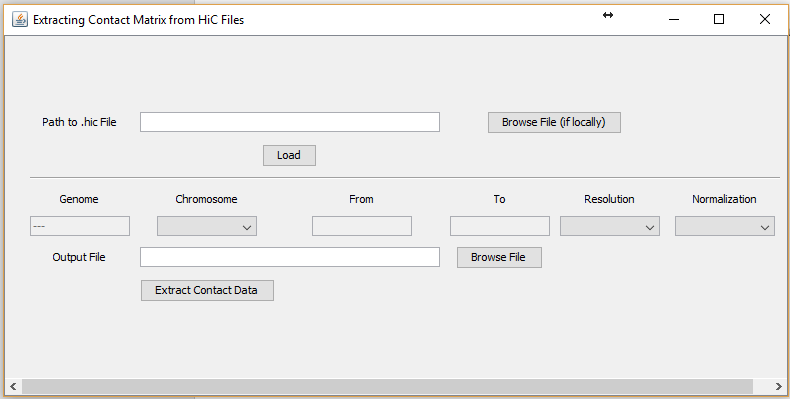 Extracting Contact Matrix from HiC Files
Path to .hic File
Browse File (if locally)
Load
Genome Chromosome From To Resolution Normalization
---
Output File
Browse File
Extract Contact Data